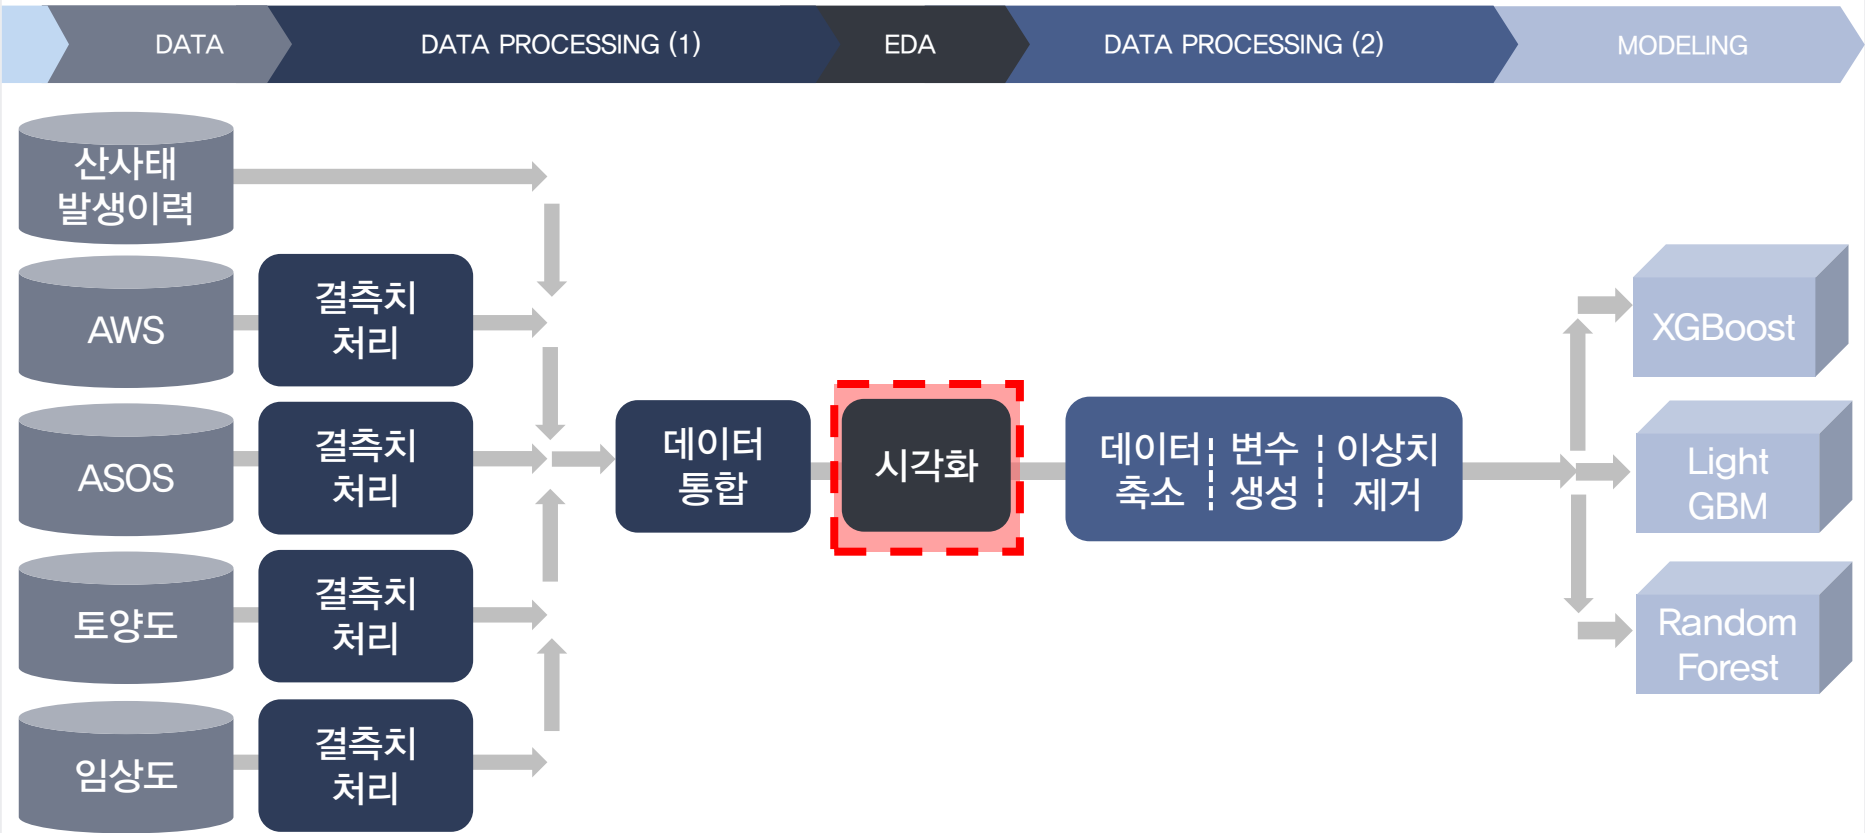 DATA
DATA PROCESSING (1)
EDA
DATA PROCESSING (2)
MODELING
산사태
발생이력
AWS
결측치
처리
ASOS
결측치
처리
토양도
결측치
처리
임상도
결측치
처리
데이터
통합
시각화
데이터
축소
변수
생성
이상치
제거
XGBoost
Light
GBM
Random
Forest